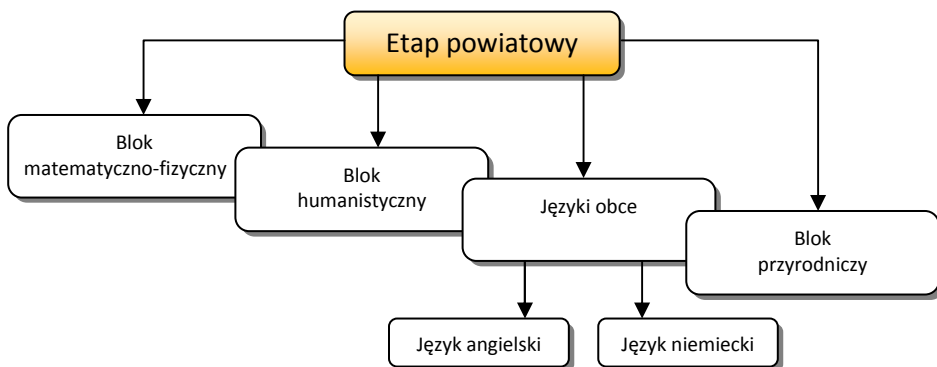 Etap powiatowy
Blok
matematyczno-fizyczny
Blok
humanistyczny
Języki obce
Blok
przyrodniczy
Język angielski
Język niemiecki